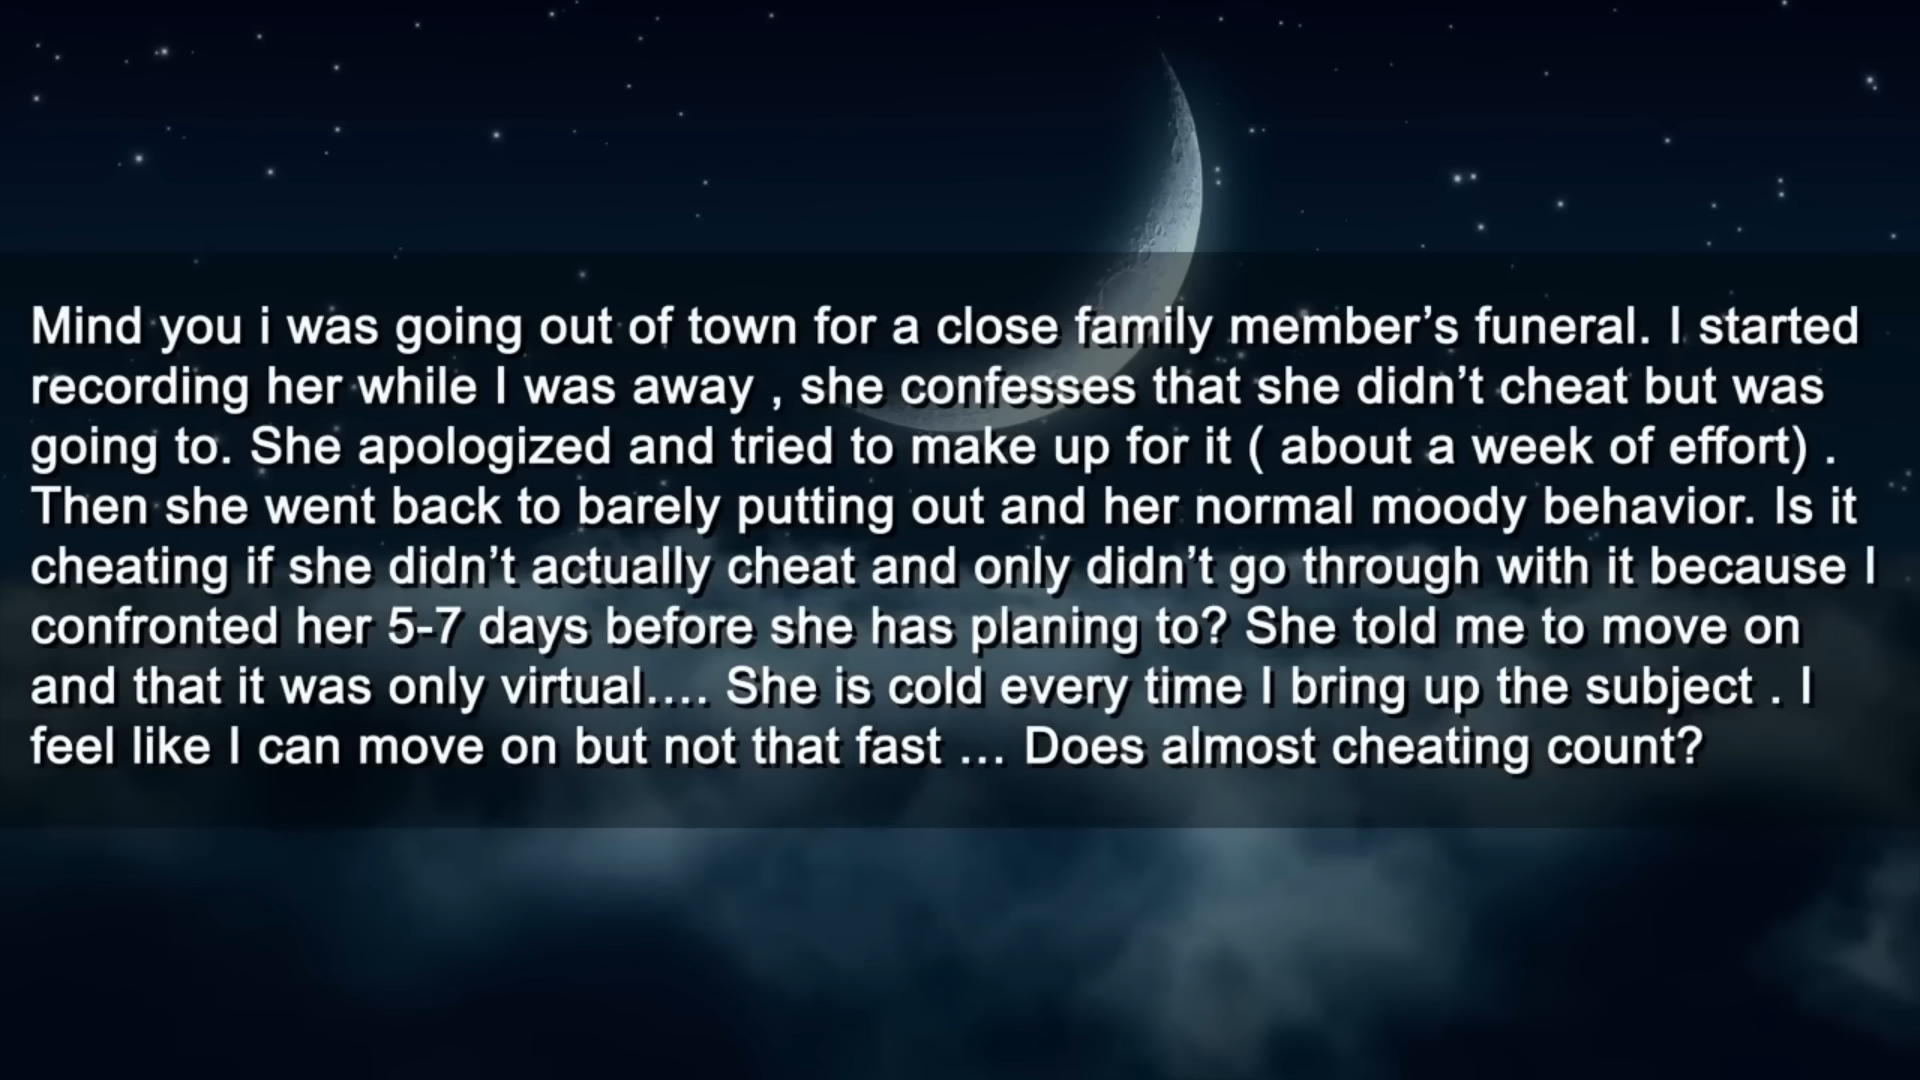 Mind you i was going out of town for a close family member’s funeral. I started
recording her while I was away , she confesses that she didn’t cheat but was
going to. She apologized and tried to make up for it ( about a week of effort) .
Then she went back to barely putting out and her normal moody behavior. Is it
cheating if she didn’t actually cheat and only didn’t go through with it because I
confronted her 5-7 days before she has planing to? She told me to move on
and that it was only virtual.... She is cold every time I bring up the subject . I
feel like I can move on but not that fast ... Does almost cheating count?